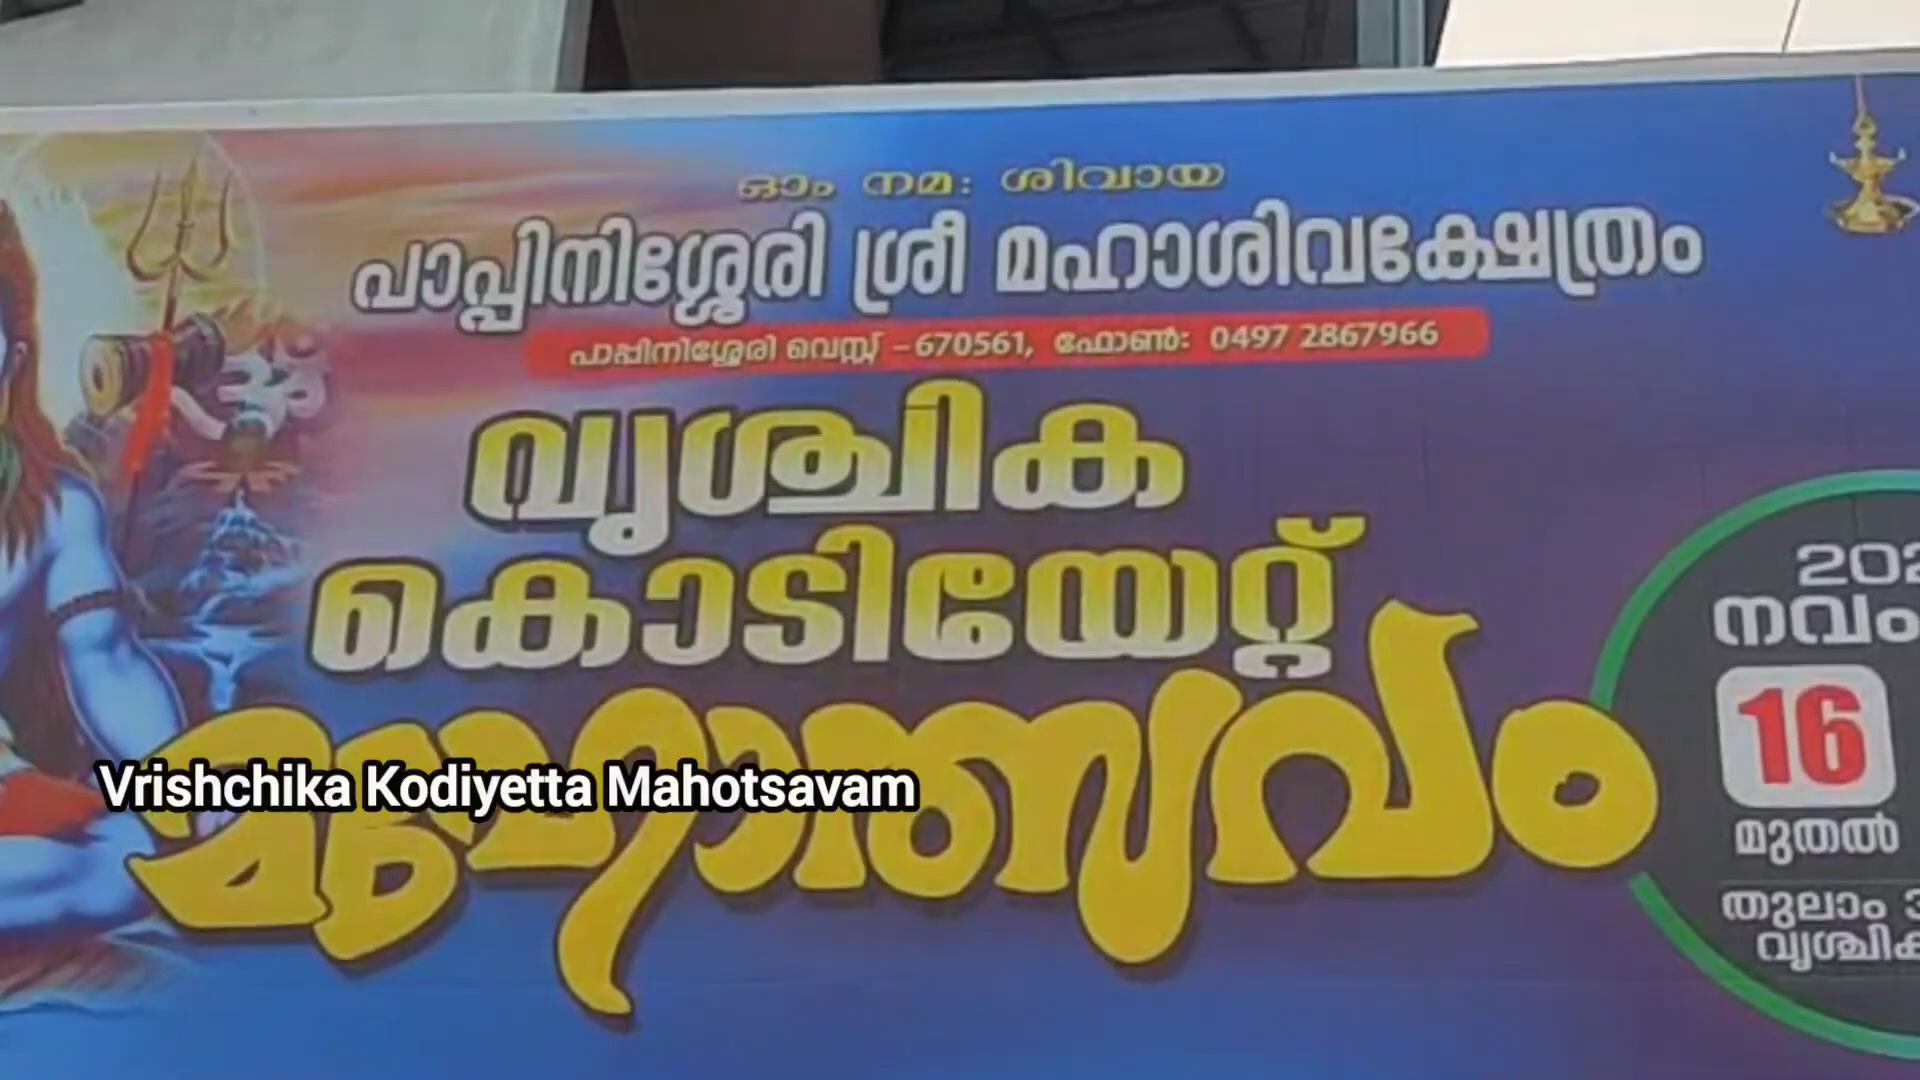 ഓം നമ: ശിവായ
പാപ്പിനിശ്ശേരി ശ്രീ മഹാശിവക്ഷേത്രം
പാപ്പിനിശ്ശേരി വെസ്റ്റ് - 670561, ഫോൺ: 0497 2867966
വൃശ്ചിക
കൊടിയേറ്റ്
മഹോത്സവം
Vrishchika Kodiyetta Mahotsavam
16
മുതൽ
തുലാം